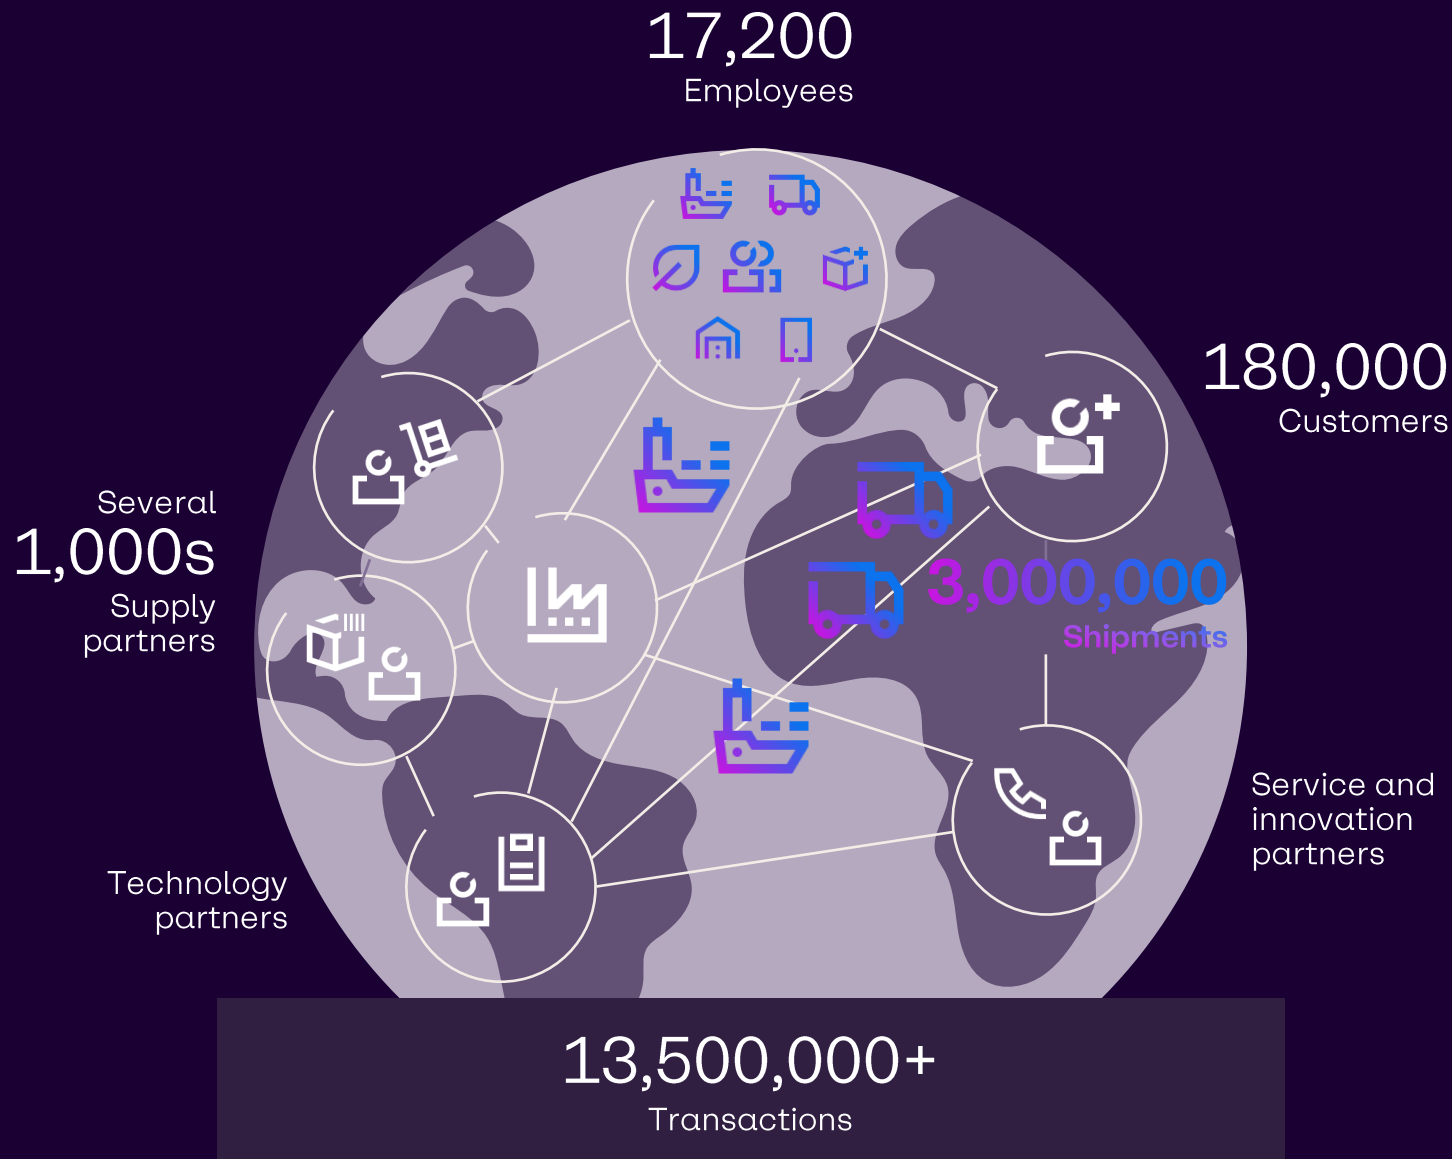 17,200
Employees
180,000
Customers
Several
1,000s
Supply
partners
3,000,000
Shipments
Service and
innovation
partners
Technology
partners
13,500,000+
Transactions